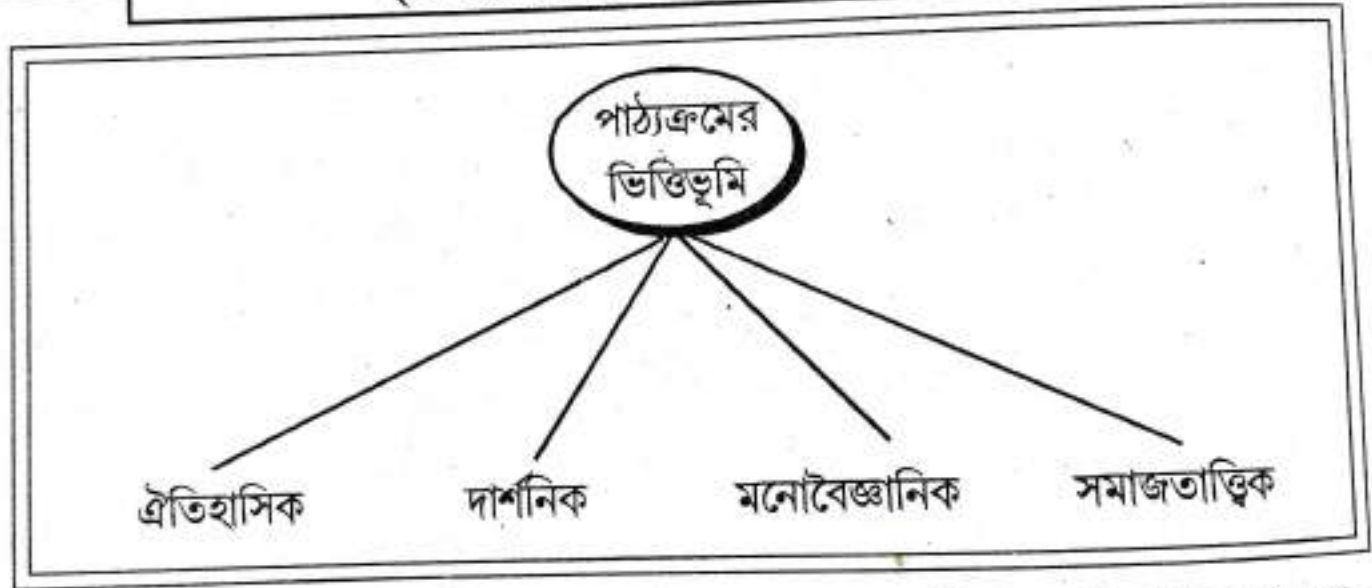 পাঠ্যক্রমের
ভিত্তিভূমি
ঐতিহাসিক দার্শনিক মনোবৈজ্ঞানিক সমাজতাত্ত্বিক